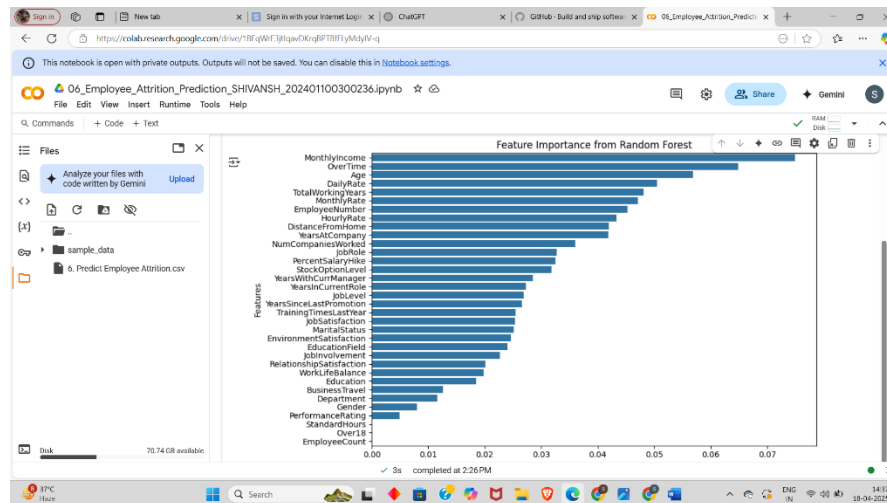 Sign in
New tab
Sign in with your Internet Login
ChatGPT
GitHub · Build and ship softwar
06_Employee_Attrition_Predicti
https://colab.research.google.com/drive/
This notebook is open with private outputs. Outputs will not be saved. You can disable this in Notebook settings.
06_Employee_Attrition_Prediction_SHIVANSH_202401100300236.ipynb
Share
Gemini
S
File Edit View Insert Runtime Tools Help
Commands + Code + Text
RAM
Disk
Files
Analyze your files with
code written by Gemini
Upload
..
sample_data
6. Predict Employee Attrition.csv
Disk
70.74 GB available
Feature Importance from Random Forest
Features
MonthlyIncome
OverTime
Age
DailyRate
TotalWorkingYears
MonthlyRate
EmployeeNumber
HourlyRate
DistanceFromHome
YearsAtCompany
NumCompaniesWorked
JobRole
PercentSalaryHike
StockOptionLevel
YearsWithCurrManager
YearsInCurrentRole
JobLevel
YearsSinceLastPromotion
TrainingTimesLastYear
JobSatisfaction
MaritalStatus
EnvironmentSatisfaction
EducationField
JobInvolvement
RelationshipSatisfaction
WorkLifeBalance
Education
BusinessTravel
Department
Gender
PerformanceRating
StandardHours
Over18
EmployeeCount
0.00 0.01 0.02 0.03 0.04 0.05 0.06 0.07
3s completed at 2:26 PM
37°C
Haze
Search
ENG
IN
18-04-2025